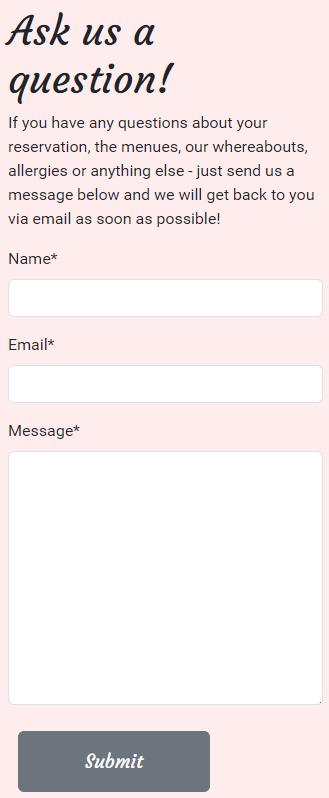 Ask us a
question!
If you have any questions about your
reservation, the menues, our whereabouts,
allergies or anything else - just send us a
message below and we will get back to you
via email as soon as possible!
Name*
Email*
Message*
Submit